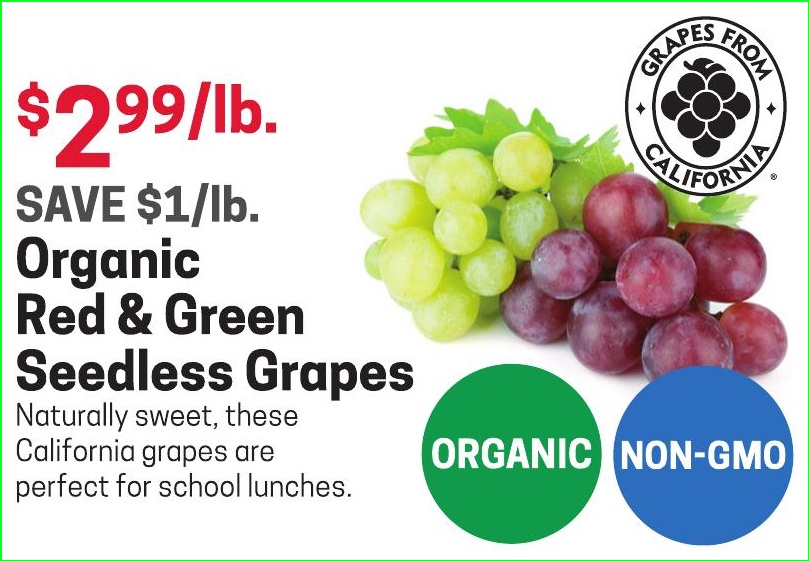 $2.99/lb.
SAVE $1/lb.
Organic
Red & Green
Seedless Grapes
Naturally sweet, these
California grapes are
perfect for school lunches.
GRAPES FROM
CALIFORNIA
®
ORGANIC
NON-GMO